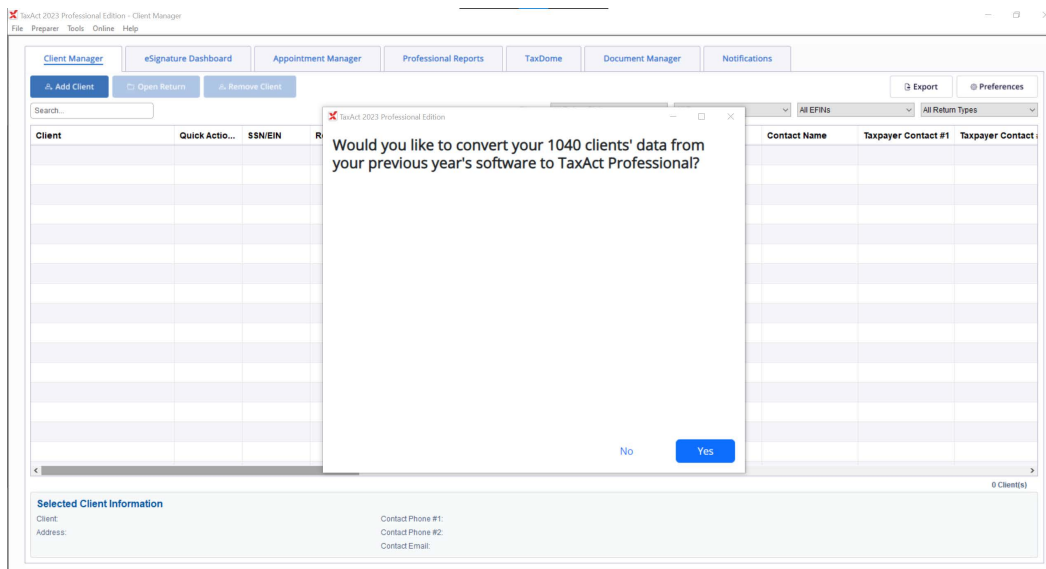 TaxAct 2023 Professional Edition - Client Manager
File Preparer Tools Online Help
Client Manager eSignature Dashboard Appointment Manager Professional Reports TaxDome Document Manager Notifications
Add Client Open Return Remove Client Export Preferences
Search... All EFINs All Return Types
TaxAct 2023 Professional Edition
Client Quick Actio... SSN/EIN Contact Name Taxpayer Contact #1 Taxpayer Contact
Would you like to convert your 1040 clients' data from
your previous year's software to TaxAct Professional?
No Yes
0 Client(s)
Selected Client Information
Client: Contact Phone #1:
Address: Contact Phone #2:
Contact Email: